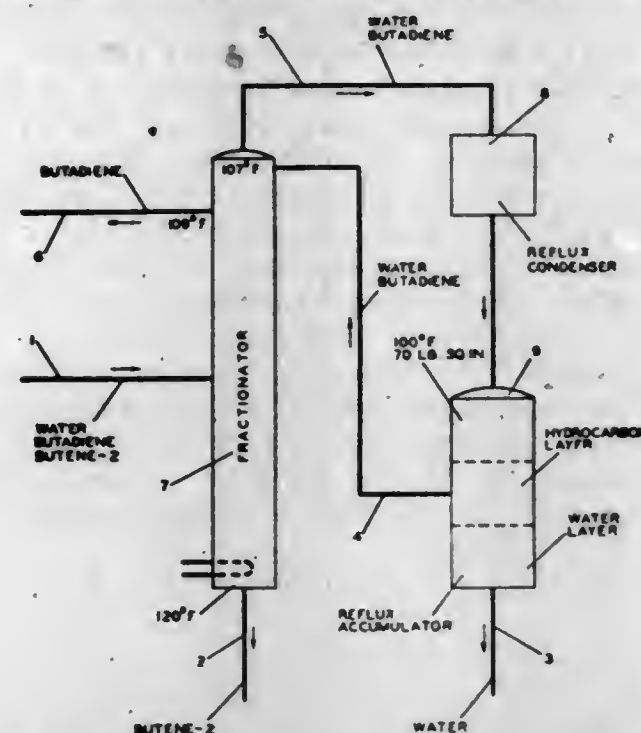 WATER
BUTADIENE
5
8
107°F
BUTADIENE
6
REFLUX
CONDENSER
WATER
BUTADIENE
1
100°F
70 LB. SQ IN
9
FRACTIONATOR
WATER
BUTADIENE
BUTENE-2
HYDROCARBON
LAYER
7
4
WATER
LAYER
120°F
REFLUX
ACCUMULATOR
2
3
BUTENE-2
WATER